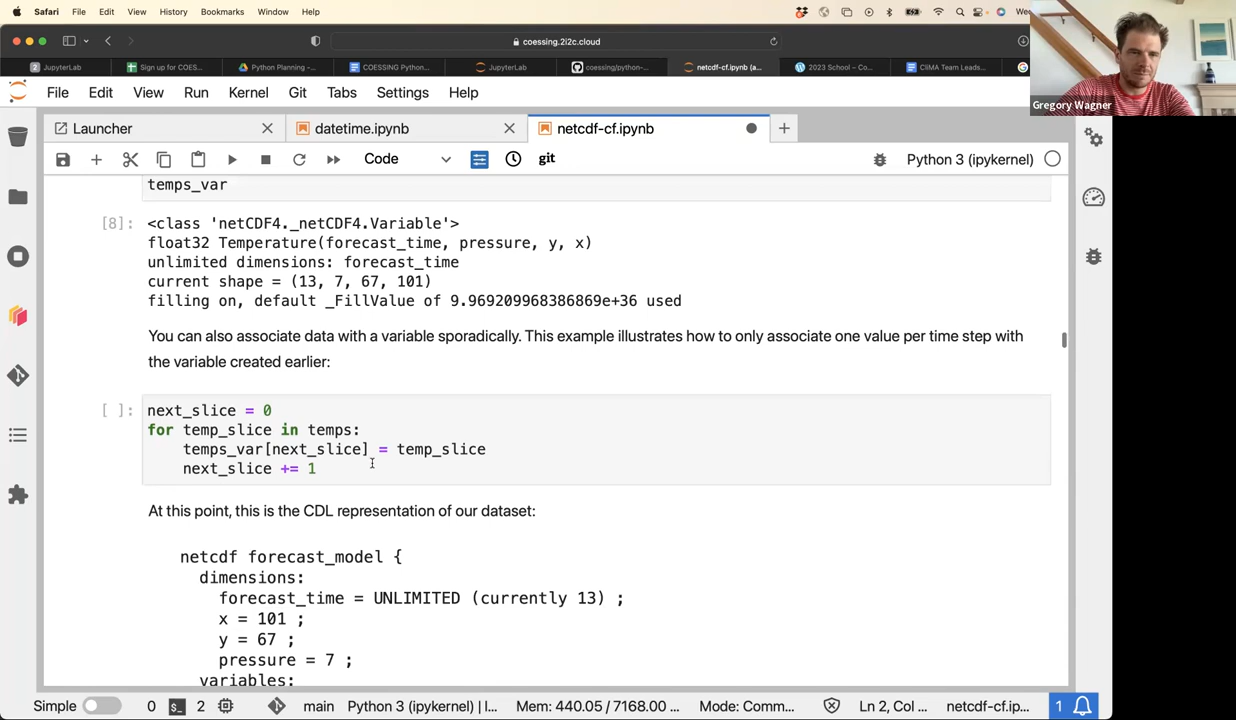 Safari File Edit View History Bookmarks Window Help
coessing.2i2c.cloud
JupyterLab Sign up for COES... Python Planning -... COESSING Python... JupyterLab coessing/python-... netcdf-cf.ipynb (a... 2023 School – Co... CliMA Team Leads...
Gregory Wagner
File Edit View Run Kernel Git Tabs Settings Help
Launcher datetime.ipynb netcdf-cf.ipynb
Code git Python 3 (ipykernel)
temps_var
[8]: <class 'netCDF4._netCDF4.Variable'>
float32 Temperature(forecast_time, pressure, y, x)
unlimited dimensions: forecast_time
current shape = (13, 7, 67, 101)
filling on, default _FillValue of 9.969209968386869e+36 used
You can also associate data with a variable sporadically. This example illustrates how to only associate one value per time step with
the variable created earlier:
[ ]: next_slice = 0
for temp_slice in temps:
temps_var[next_slice] = temp_slice
next_slice += 1
At this point, this is the CDL representation of our dataset:
netcdf forecast_model {
dimensions:
forecast_time = UNLIMITED (currently 13) ;
x = 101 ;
y = 67 ;
pressure = 7 ;
variables:
Simple 0 2 main Python 3 (ipykernel) | I... Mem: 440.05 / 7168.00 ... Mode: Comm... Ln 2, Col ... netcdf-cf.ip... 1